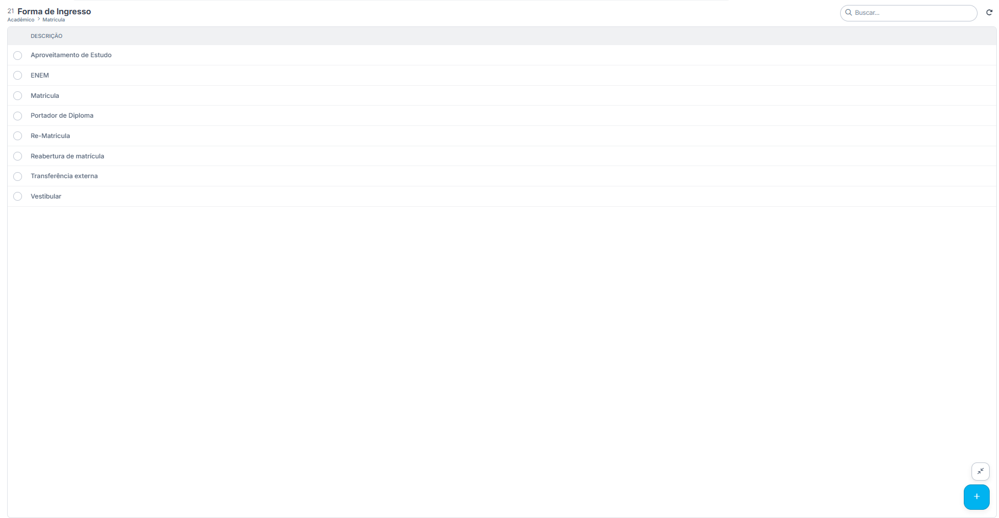 21 Forma de Ingresso
Acadêmico > Matrícula
Buscar...
DESCRIÇÃO
Aproveitamento de Estudo
ENEM
Matricula
Portador de Diploma
Re-Matricula
Reabertura de matrícula
Transferência externa
Vestibular
+